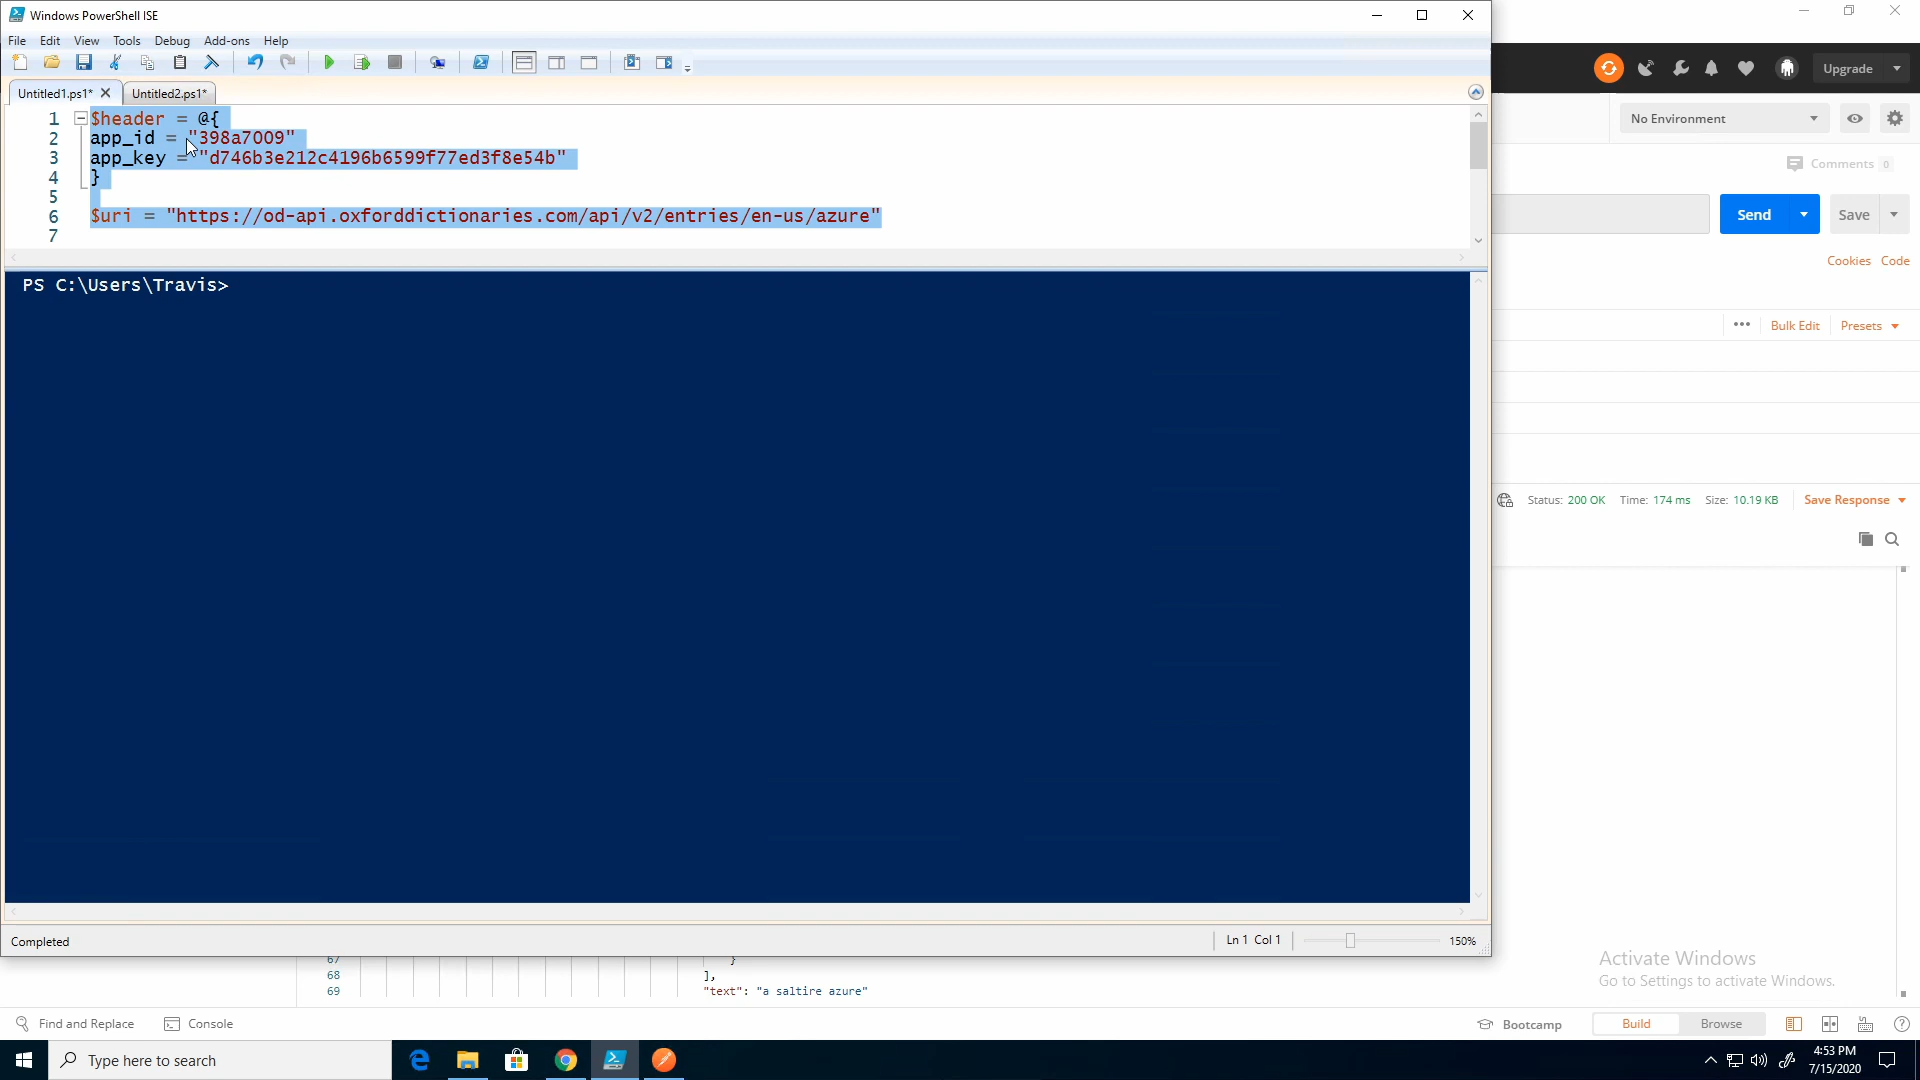 Windows PowerShell ISE
File Edit View Tools Debug Add-ons Help
Upgrade
Untitled1.ps1* Untitled2.ps1*
No Environment
1 $header = @{
2 app_id = "398a7009"
3 app_key = "d746b3e212c4196b6599f77ed3f8e54b"
4 }
5
6 $uri = "https://od-api.oxforddictionaries.com/api/v2/entries/en-us/azure"
7
Comments 0
Send Save
Cookies Code
PS C:\Users\Travis>
Bulk Edit Presets
Status: 200 OK Time: 174 ms Size: 10.19 KB Save Response
Completed
Ln 1 Col 1
150%
67 }
68 ],
69 "text": "a saltire azure"
Activate Windows
Go to Settings to activate Windows.
Find and Replace Console
Bootcamp Build Browse
Type here to search
4:53 PM
7/15/2020